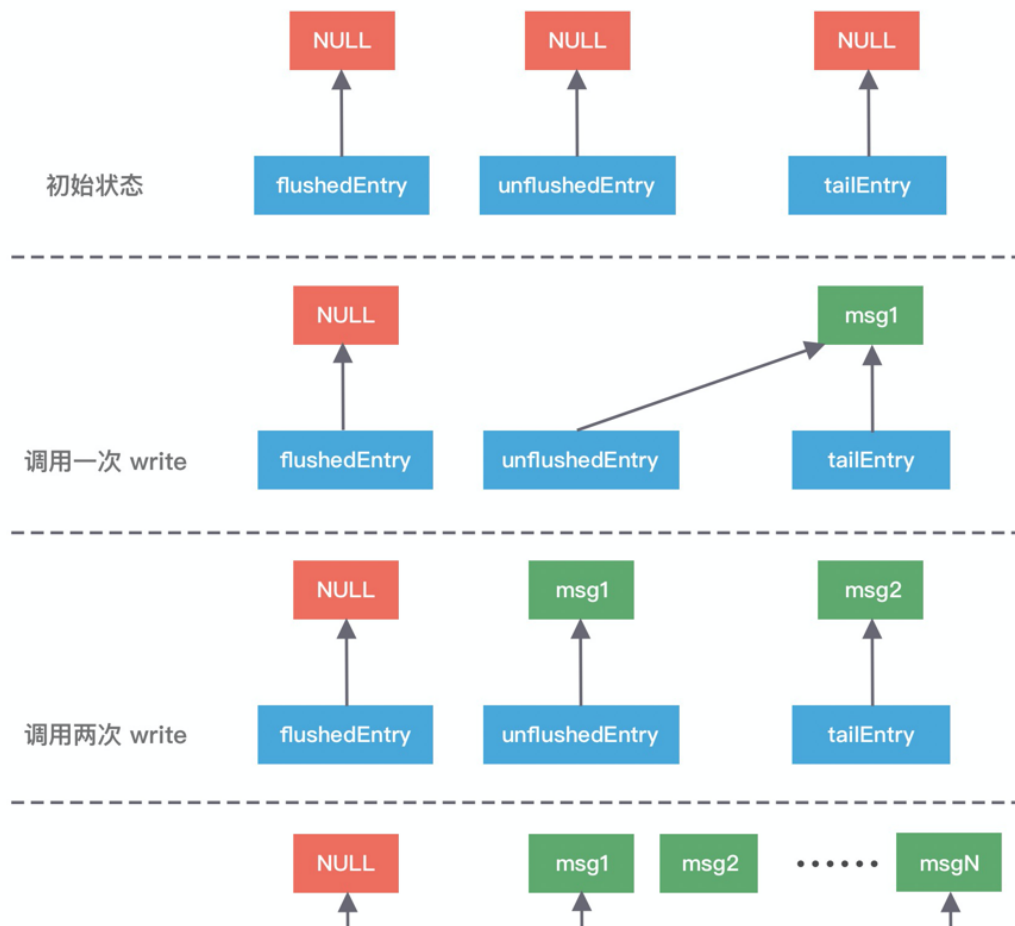 NULL NULL NULL
初始状态 flushedEntry unflushedEntry tailEntry
NULL msg1
调用一次 write flushedEntry unflushedEntry tailEntry
NULL msg1 msg2
调用两次 write flushedEntry unflushedEntry tailEntry
NULL msg1 msg2 ······ msgN